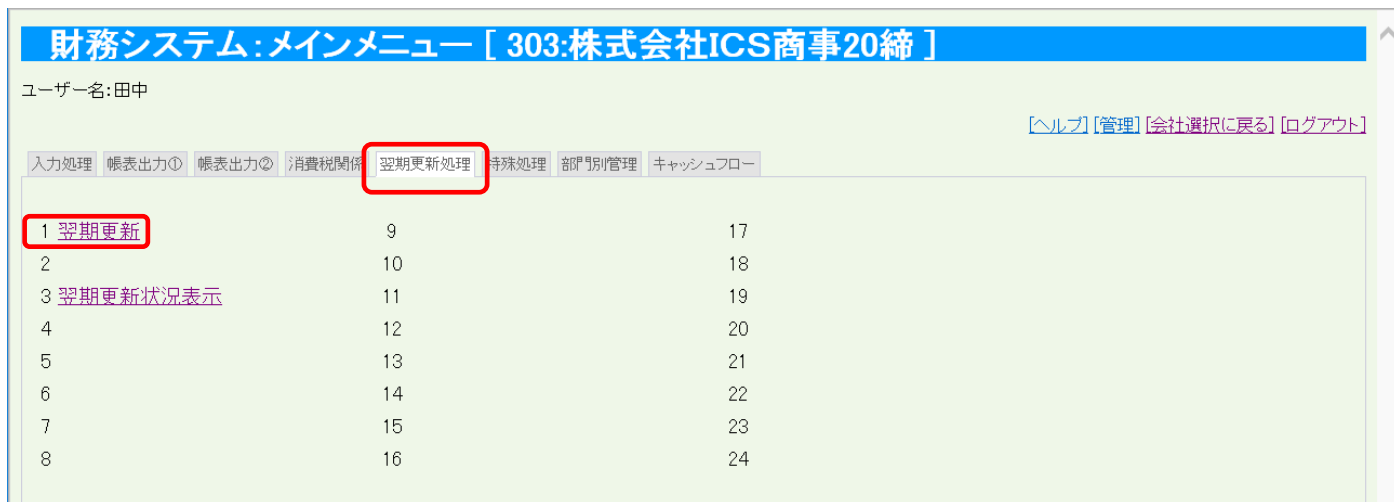 財務システム:メインメニュー [ 303:株式会社ICS商事20締 ]
ユーザー名:田中
[ヘルプ] [管理] [会社選択に戻る] [ログアウト]
入力処理 帳表出力① 帳表出力② 消費税関係 翌期更新処理 特殊処理 部門別管理 キャッシュフロー
1 翌期更新 9 17
2 10 18
3 翌期更新状況表示 11 19
4 12 20
5 13 21
6 14 22
7 15 23
8 16 24